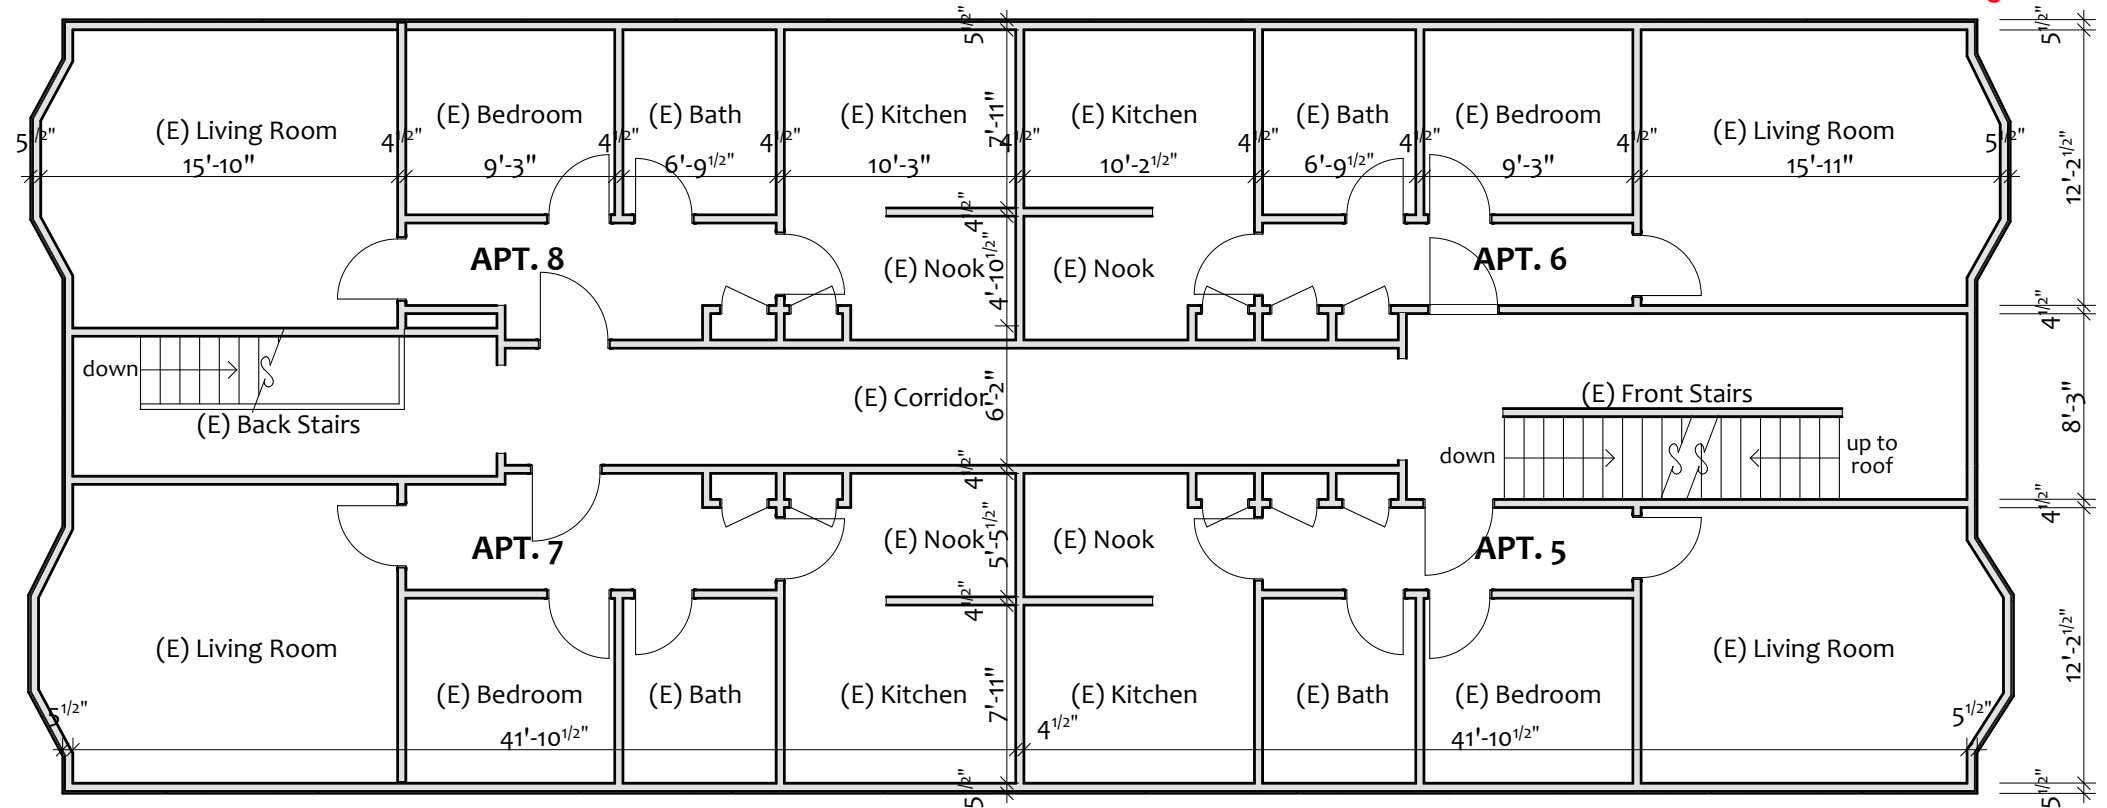 5 1/2"
5 1/2"
(E) Living Room
(E) Bedroom
(E) Bath
(E) Kitchen
7'-11"
(E) Kitchen
(E) Bath
(E) Bedroom
(E) Living Room
5 1/2"
4 1/2"
4 1/2"
4 1/2"
4 1/2"
4 1/2"
4 1/2"
4 1/2"
5 1/2"
15'-10"
9'-3"
6'-9 1/2"
10'-3"
10'-2 1/2"
6'-9 1/2"
9'-3"
15'-11"
12'-2 1/2"
4 1/2"
APT. 8
(E) Nook
4'-10 1/2"
(E) Nook
APT. 6
4 1/2"
down
(E) Back Stairs
(E) Corridor
6'-2"
(E) Front Stairs
8'-3"
down
up to
roof
4 1/2"
4 1/2"
APT. 7
(E) Nook
5'-5 1/2"
(E) Nook
APT. 5
4 1/2"
(E) Living Room
(E) Living Room
12'-2 1/2"
(E) Bedroom
(E) Bath
(E) Kitchen
7'-11"
(E) Kitchen
(E) Bath
(E) Bedroom
5 1/2"
4 1/2"
5 1/2"
41'-10 1/2"
41'-10 1/2"
5 1/2"
5 1/2"